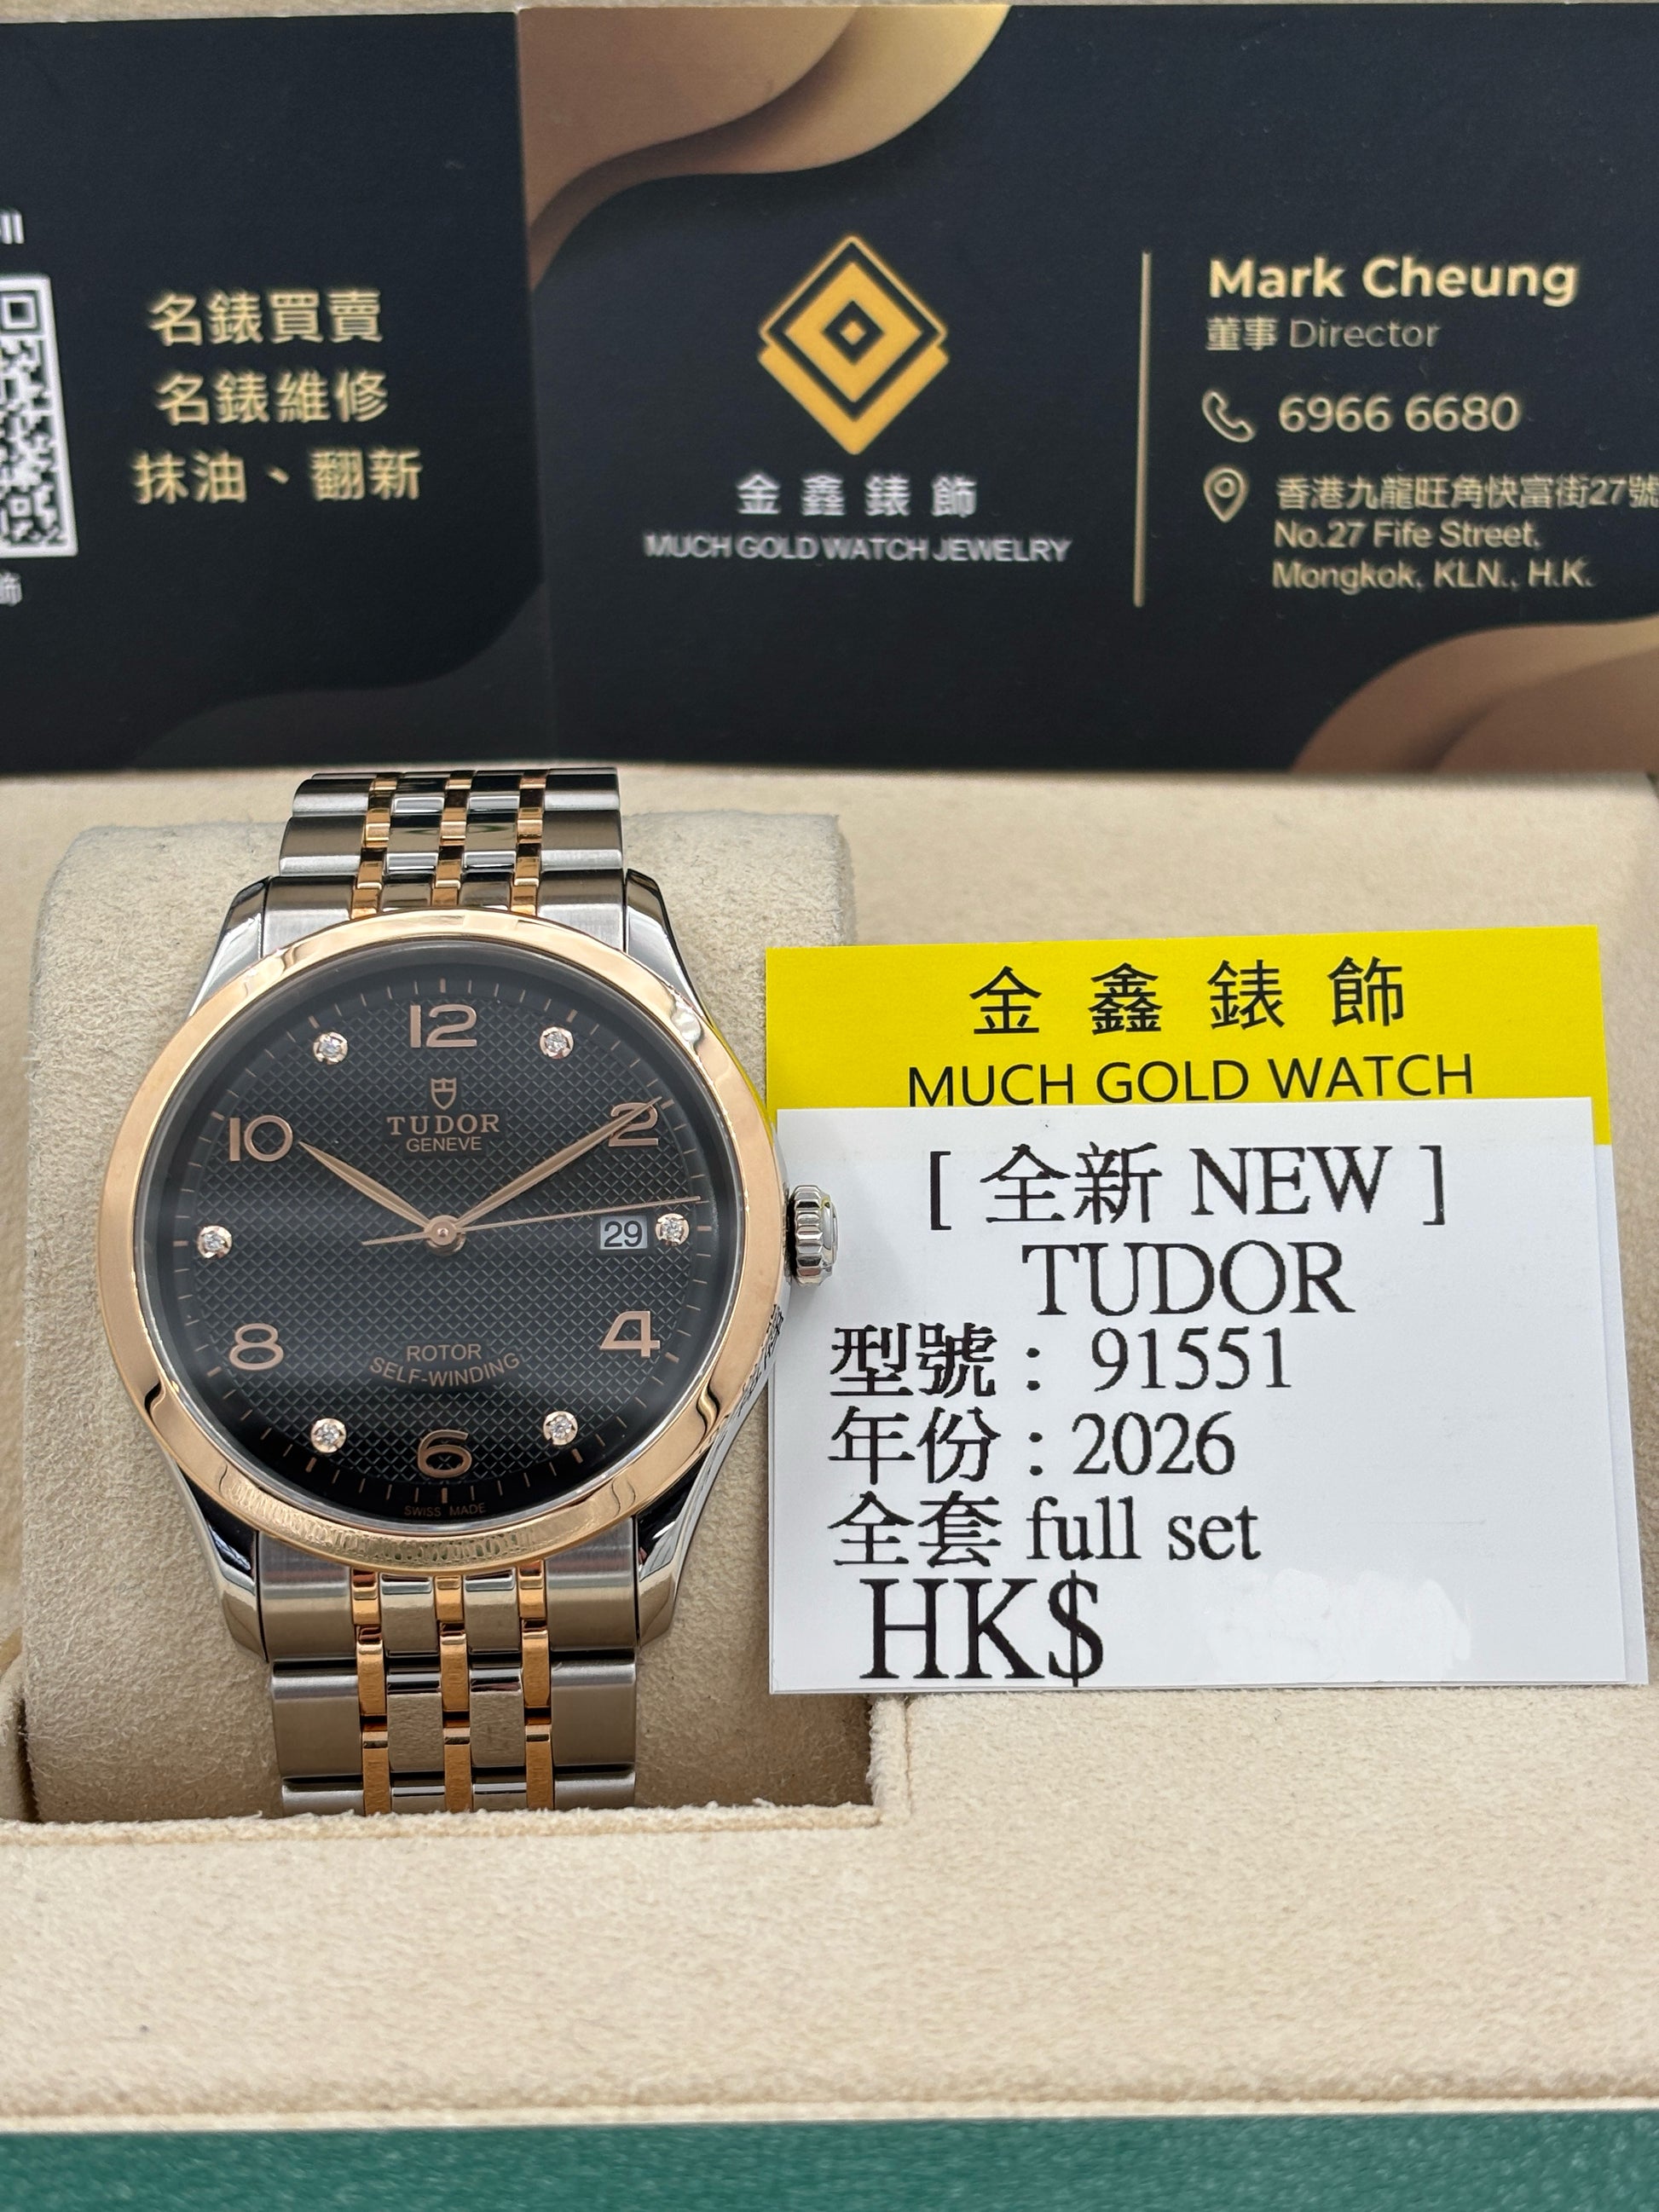 名錶買賣
名錶維修
抹油、翻新
飾
金鑫錶飾
MUCH GOLD WATCH JEWELRY
Mark Cheung
董事 Director
6966 6680
香港九龍旺角快富街27號
No.27 Fife Street,
Mongkok, KLN., H.K.
12
2
4
6
8
10
TUDOR
GENEVE
29
ROTOR
SELF-WINDING
SWISS MADE
金鑫錶飾
MUCH GOLD WATCH
[ 全新 NEW ]
TUDOR
型號 : 91551
年份 : 2026
全套 full set
HK$